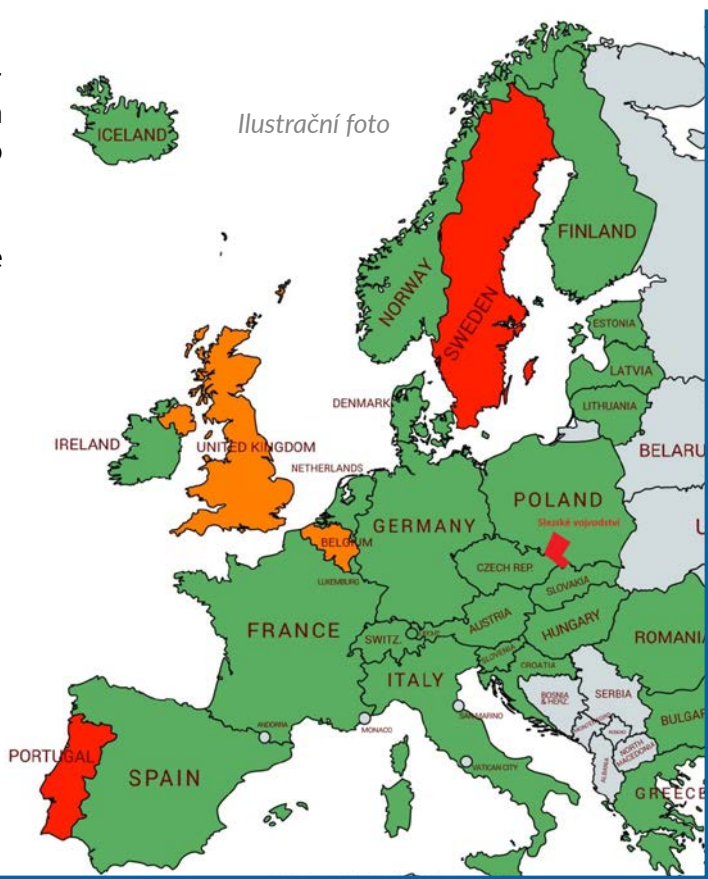 Ilustrační foto
ICELAND
FINLAND
NORWAY
SWEDEN
ESTONIA
LATVIA
LITHUANIA
DENMARK
IRELAND
UNITED KINGDOM
NETHERLANDS
BELARU
POLAND
Slezské vojvodství
GERMANY
BELGIUM
CZECH REP.
LUXEMBURG
SLOVAKIA
AUSTRIA
HUNGARY
FRANCE
SWITZ.
ROMANIA
SLOVENIA
CROATIA
ITALY
BOSNIA
& HERZ.
SERBIA
ANDORRA
MONACO
SAN MARINO
BULGAR
NORTH
MACEDONIA
ALBANIA
PORTUGAL
SPAIN
VATICAN CITY
GREECE